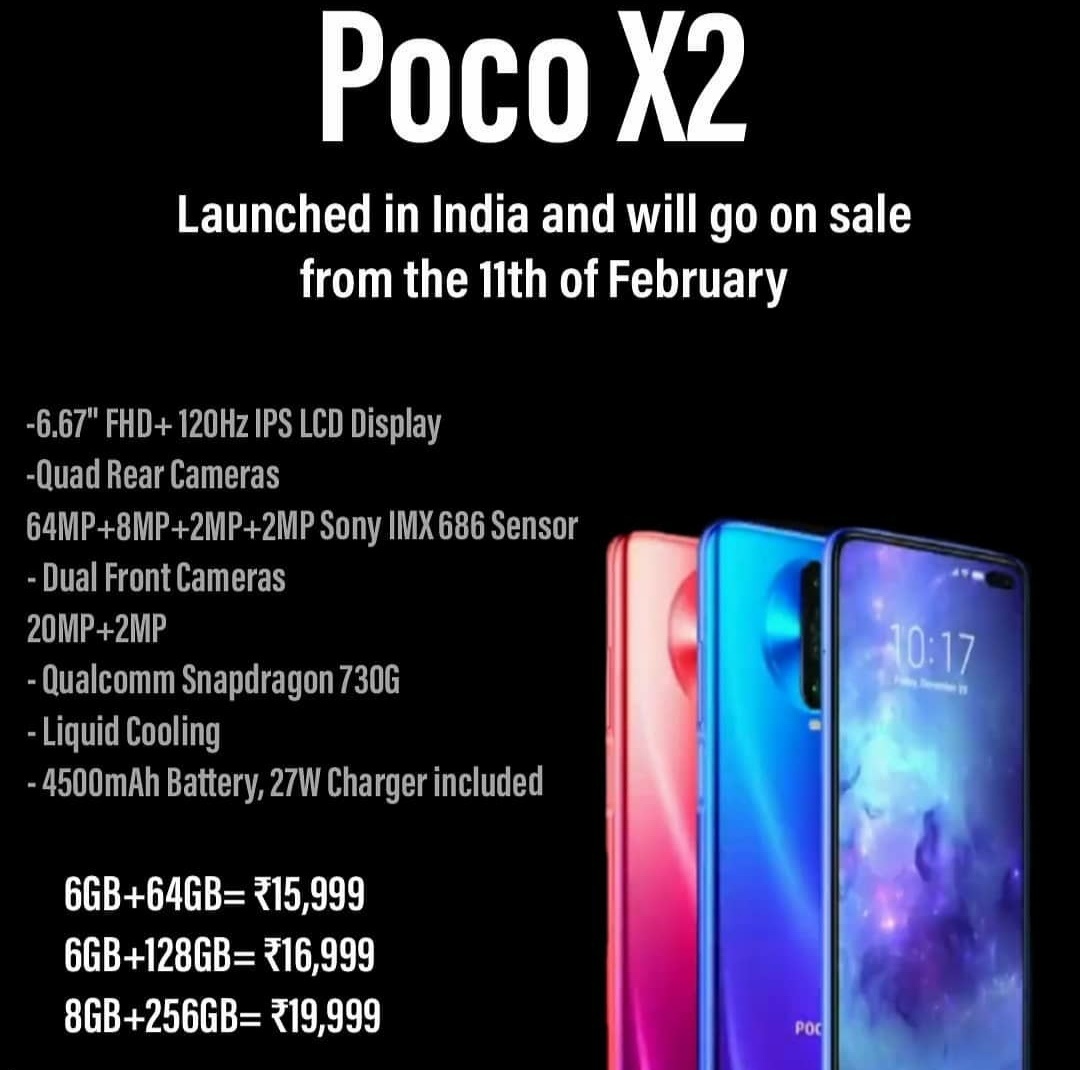 Poco X2
Launched in India and will go on sale
from the 11th of February
-6.67" FHD+ 120Hz IPS LCD Display
-Quad Rear Cameras
64MP+8MP+2MP+2MP Sony IMX 686 Sensor
- Dual Front Cameras
20MP+2MP
- Qualcomm Snapdragon 730G
- Liquid Cooling
- 4500mAh Battery, 27W Charger included
6GB+64GB= ₹15,999
6GB+128GB= ₹16,999
8GB+256GB= ₹19,999
10:17
POC